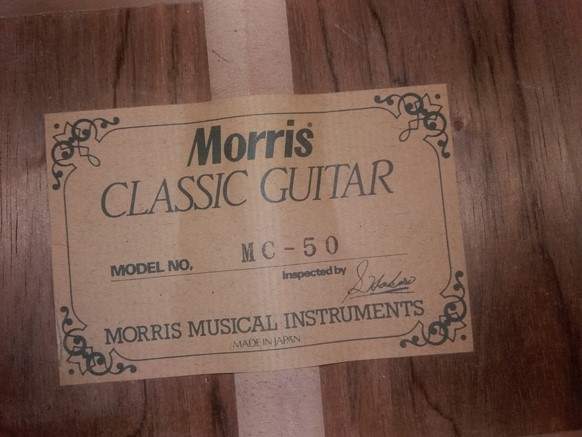 Morris®
CLASSIC GUITAR
MODEL NO, MC-50
Inspected by
MORRIS MUSICAL INSTRUMENTS
MADE IN JAPAN